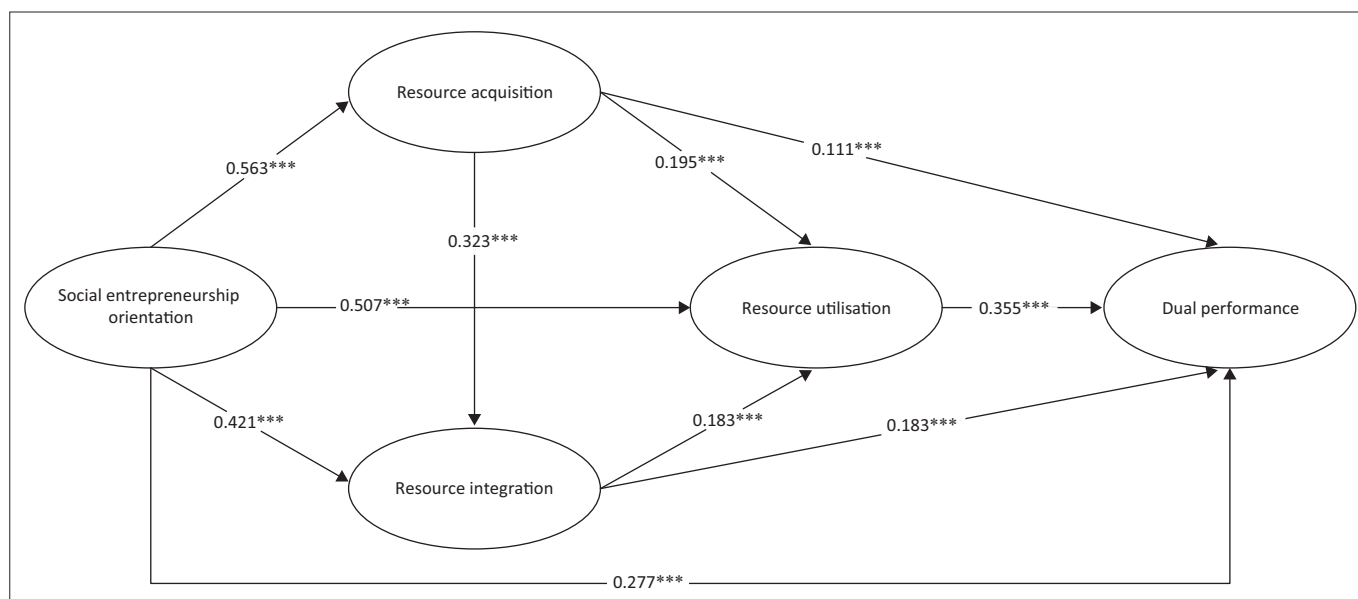 Resource acquisition
0.563***
0.195***
0.111***
0.323***
Social entrepreneurship
orientation
0.507***
Resource utilisation
0.355***
Dual performance
0.421***
0.183***
0.183***
Resource integration
0.277***